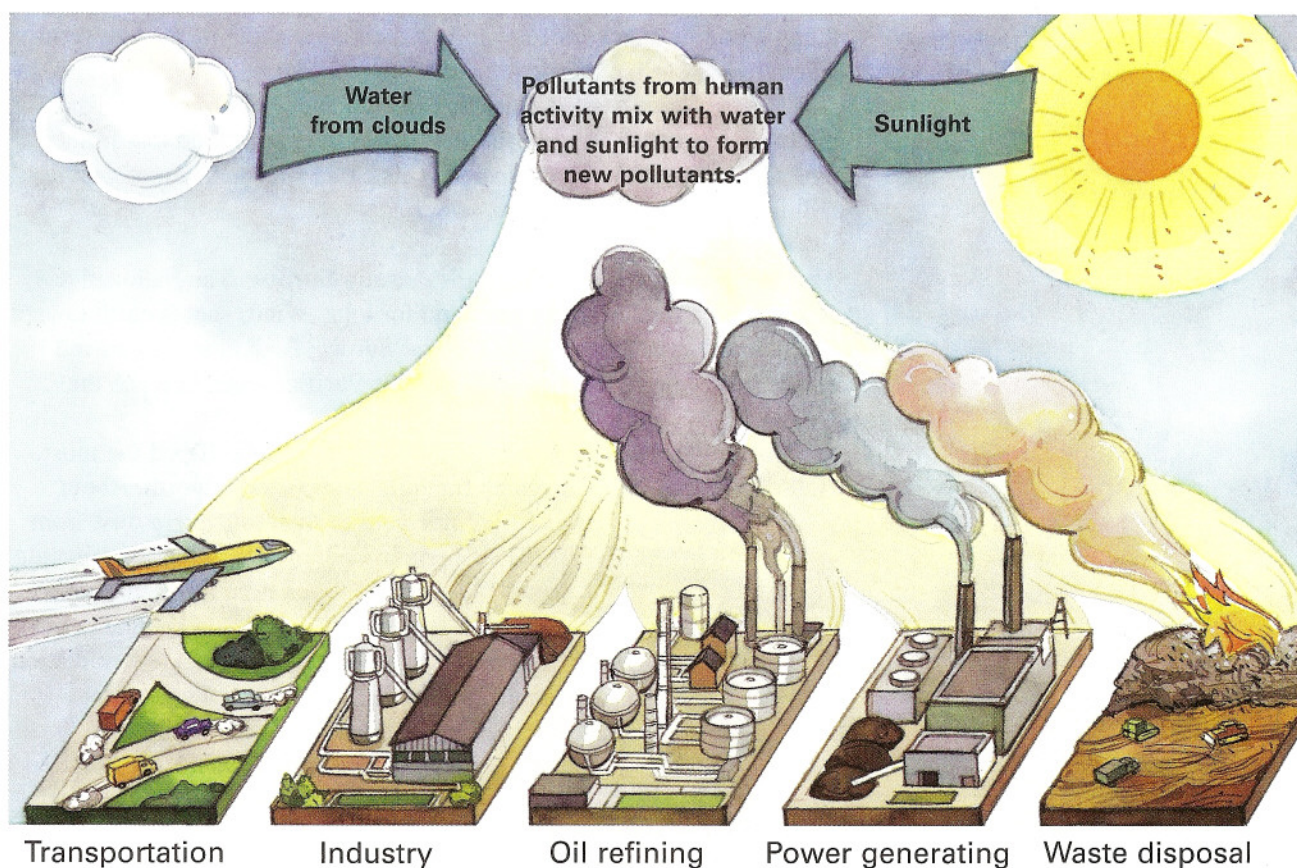 Water
from clouds
Pollutants from human
activity mix with water
and sunlight to form
new pollutants.
Sunlight
Transportation
Industry
Oil refining
Power generating
Waste disposal